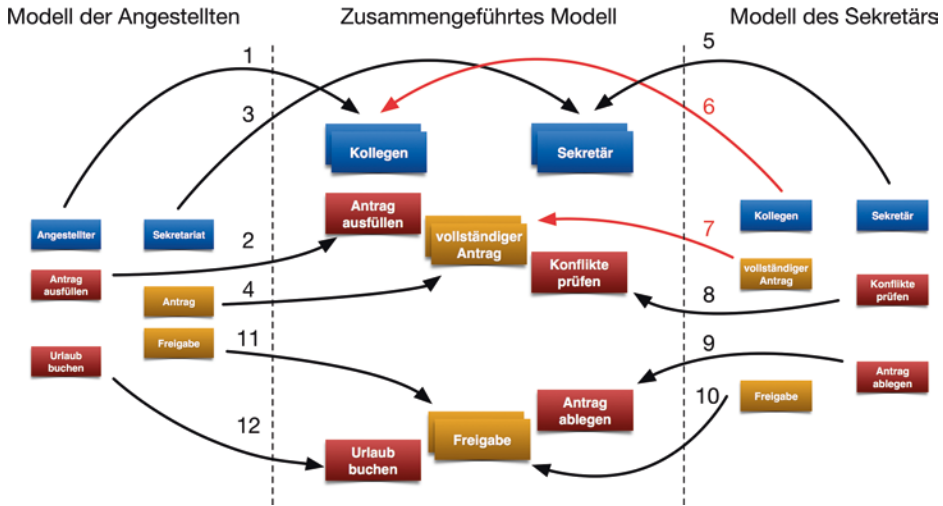 Modell der Angestellten
Zusammengeführtes Modell
Modell des Sekretärs
1
3
5
6
Kollegen
Sekretär
Angestellter
Sekretariat
2
Antrag
ausfüllen
7
Kollegen
Sekretär
Antrag
ausfüllen
vollständiger
Antrag
Konflikte
prüfen
vollständiger
Antrag
Konflikte
prüfen
Antrag
4
8
Freigabe
11
9
Urlaub
buchen
Antrag
ablegen
Antrag
ablegen
10
Freigabe
12
Freigabe
Urlaub
buchen